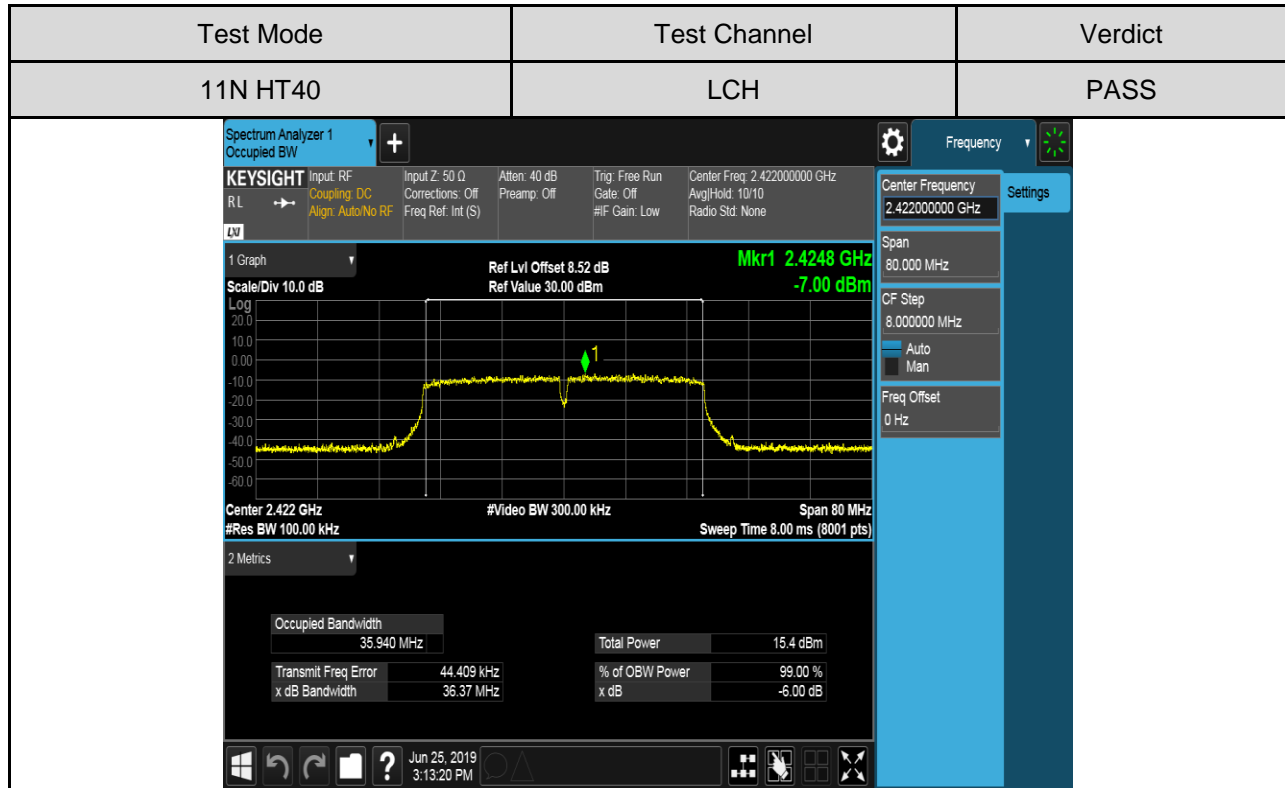 Test Mode Test Channel Verdict
11N HT40 LCH PASS
Spectrum Analyzer 1
Occupied BW
+
Frequency
KEYSIGHT Input: RF Input Z: 50 Ω Atten: 40 dB Trig: Free Run Center Freq: 2.422000000 GHz
RL Coupling: DC Corrections: Off Preamp: Off Gate: Off Avg|Hold: 10/10
Align: Auto/No RF Freq Ref: Int (S) #IF Gain: Low Radio Std: None
LXI
Center Frequency
2.422000000 GHz
Settings
Span
80.000 MHz
CF Step
8.000000 MHz
Auto
Man
Freq Offset
0 Hz
1 Graph
Ref Lvl Offset 8.52 dB Mkr1 2.4248 GHz
Scale/Div 10.0 dB Ref Value 30.00 dBm -7.00 dBm
Log
20.0
10.0
0.00
-10.0
-20.0
-30.0
-40.0
-50.0
-60.0
1
Center 2.422 GHz #Video BW 300.00 kHz Span 80 MHz
#Res BW 100.00 kHz Sweep Time 8.00 ms (8001 pts)
2 Metrics
Occupied Bandwidth
35.940 MHz Total Power 15.4 dBm
Transmit Freq Error 44.409 kHz % of OBW Power 99.00 %
x dB Bandwidth 36.37 MHz x dB -6.00 dB
? Jun 25, 2019
3:13:20 PM